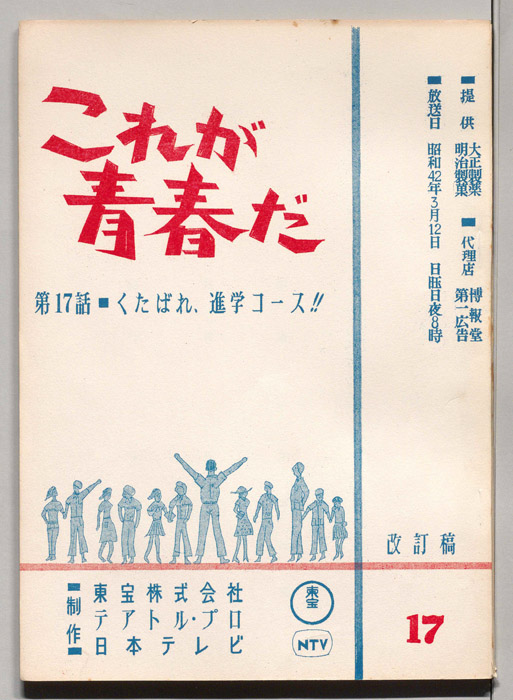 これが
青春だ
第17話■くたばれ、進学コース!!
■提供 大正製薬
明治製菓
■代理店 博報堂
第一広告
■放送日 昭和42年3月12日 日曜日夜8時
改訂稿
■制作■
東宝株式会社
テアトル・プロ
日本テレビ
東宝
NTV
17